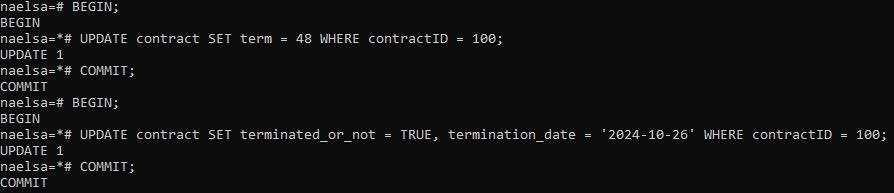 naelsa=# BEGIN;
BEGIN
naelsa=*# UPDATE contract SET term = 48 WHERE contractID = 100;
UPDATE 1
naelsa=*# COMMIT;
COMMIT
naelsa=# BEGIN;
BEGIN
naelsa=*# UPDATE contract SET terminated_or_not = TRUE, termination_date = '2024-10-26' WHERE contractID = 100;
UPDATE 1
naelsa=*# COMMIT;
COMMIT